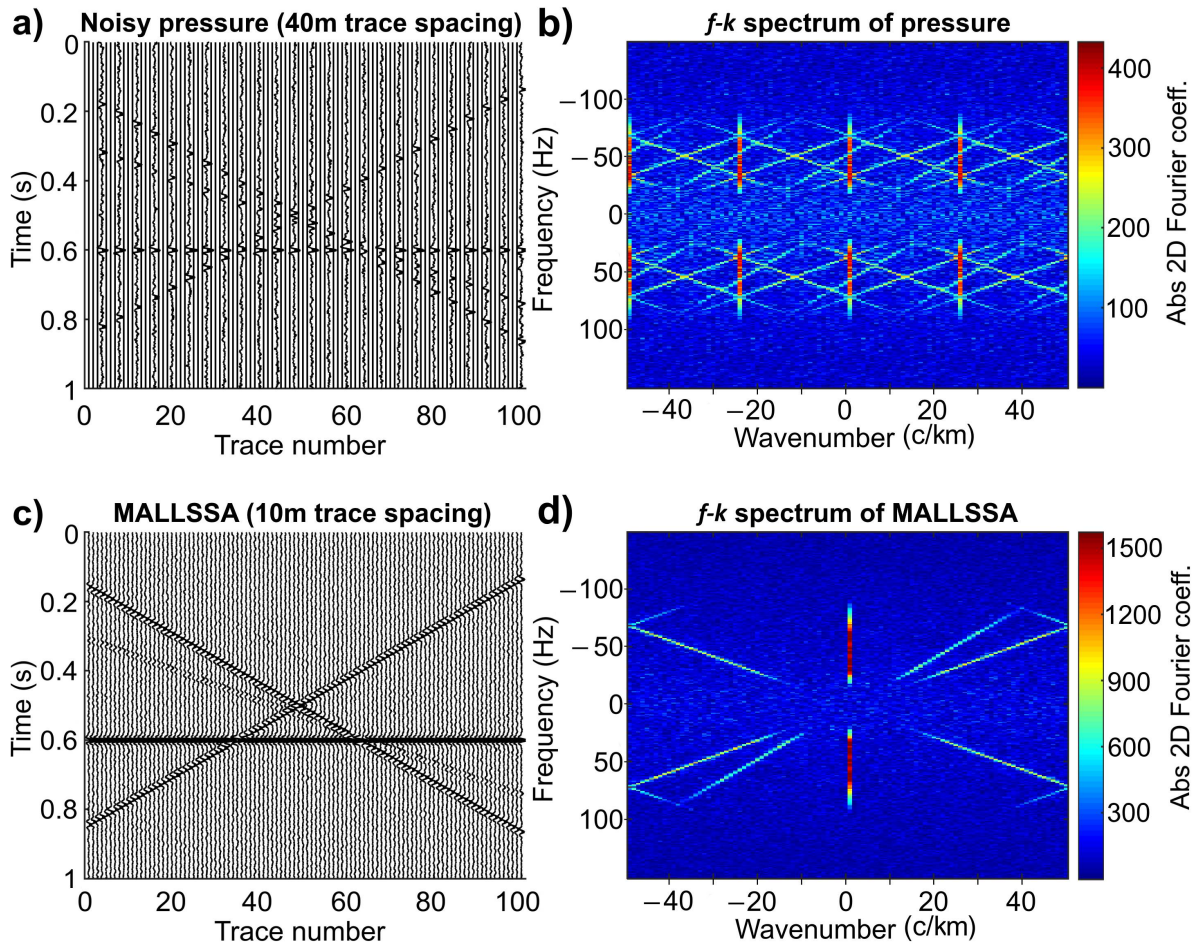 a) Noisy pressure (40m trace spacing)
0
0.2
0.4
0.6
0.8
1
Time (s)
0 20 40 60 80 100
Trace number
b) f-k spectrum of pressure
−100
−50
0
50
100
Frequency (Hz)
−40 −20 0 20 40
Wavenumber (c/km)
400
300
200
100
Abs 2D Fourier coeff.
c) MALLSSA (10m trace spacing)
0
0.2
0.4
0.6
0.8
1
Time (s)
0 20 40 60 80 100
Trace number
d) f-k spectrum of MALLSSA
−100
−50
0
50
100
Frequency (Hz)
−40 −20 0 20 40
Wavenumber (c/km)
1500
1200
900
600
300
Abs 2D Fourier coeff.